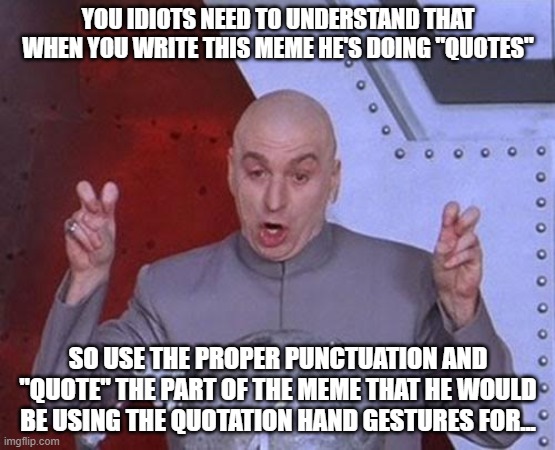 YOU IDIOTS NEED TO UNDERSTAND THAT
WHEN YOU WRITE THIS MEME HE'S DOING "QUOTES"
SO USE THE PROPER PUNCTUATION AND
"QUOTE" THE PART OF THE MEME THAT HE WOULD
BE USING THE QUOTATION HAND GESTURES FOR...
imgflip.com